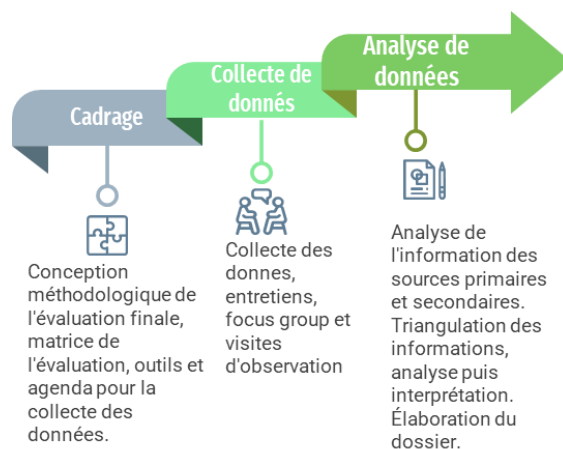 Cadrage
Collecte de
donnés
Analyse de
données
Conception
méthodologique de
l'évaluation finale,
matrice de
l'évaluation, outils et
agenda pour la
collecte des
données.
Collecte des
donnes,
entretiens,
focus group et
visites
d'observation
Analyse de
l'information des
sources primaires
et secondaires.
Triangulation des
informations,
analyse puis
interprétation.
Élaboration du
dossier.